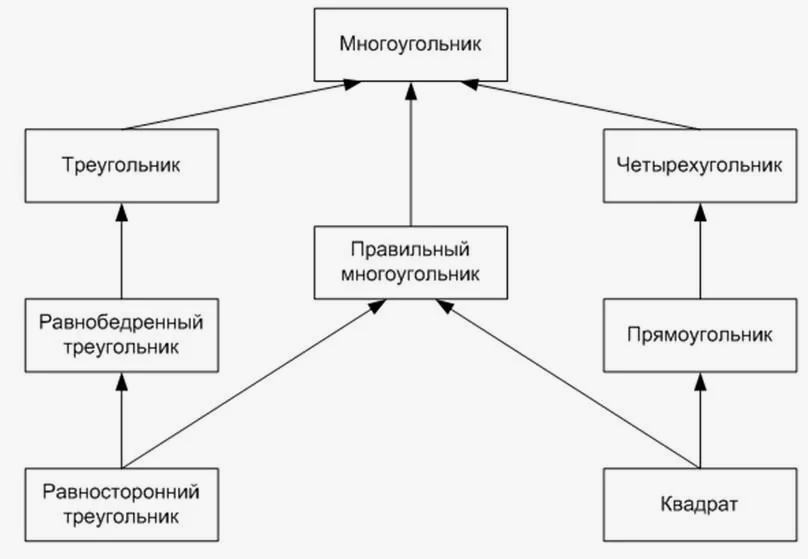 Многоугольник
Треугольник
Четырехугольник
Правильный
многоугольник
Равнобедренный
треугольник
Прямоугольник
Равносторонний
треугольник
Квадрат